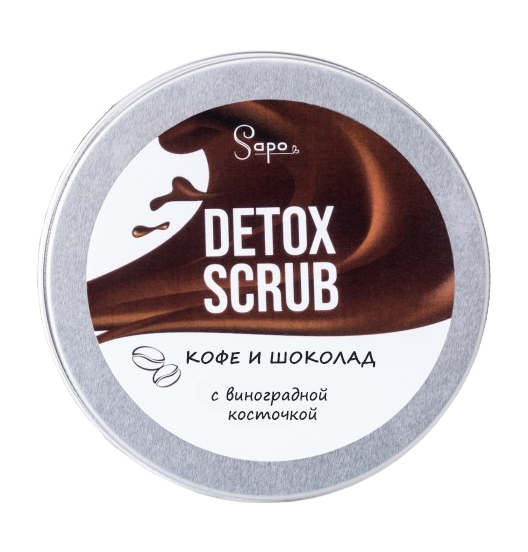 Sapo
DETOX
SCRUB
КОФЕ И ШОКОЛАД
с виноградной
косточкой